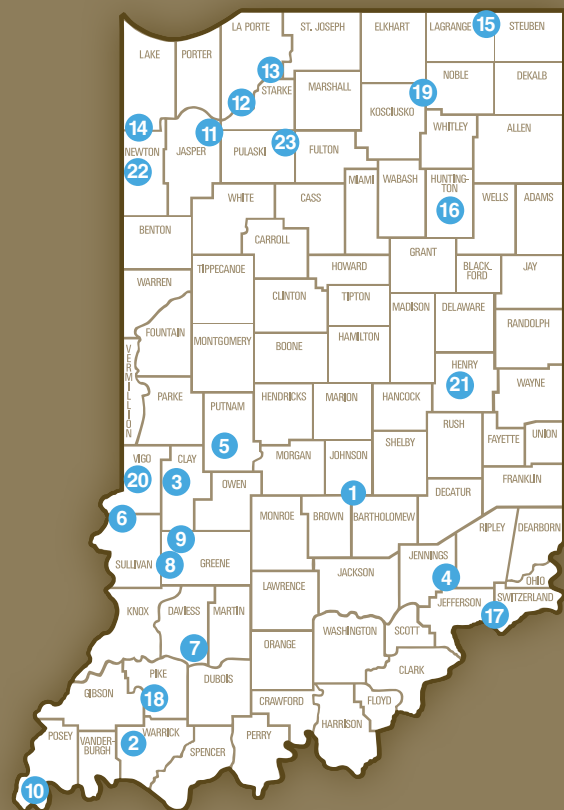 LA PORTE
ST. JOSEPH
ELKHART
LAGRANGE
15
STEUBEN
LAKE
PORTER
13
STARKE
MARSHALL
NOBLE
DEKALB
12
19
KOSCIUSKO
14
11
NEWTON
22
JASPER
PULASKI
23
FULTON
WHITLEY
ALLEN
MIAMI
WABASH
HUNTING-
TON
16
WELLS
ADAMS
WHITE
CASS
BENTON
CARROLL
GRANT
BLACK
FORD
JAY
WARREN
TIPPECANOE
HOWARD
CLINTON
TIPTON
MADISON
DELAWARE
RANDOLPH
FOUNTAIN
MONTGOMERY
BOONE
HAMILTON
VERMILLION
HENRY
21
WAYNE
PARKE
PUTNAM
HENDRICKS
MARION
HANCOCK
5
RUSH
FAYETTE
UNION
VIGO
20
CLAY
3
MORGAN
JOHNSON
SHELBY
OWEN
FRANKLIN
1
DECATUR
6
MONROE
BROWN
BARTHOLOMEW
RIPLEY
DEARBORN
9
SULLIVAN
8
GREENE
JENNINGS
4
JACKSON
OHIO
LAWRENCE
JEFFERSON
SWITZERLAND
17
KNOX
DAVIESS
MARTIN
7
ORANGE
WASHINGTON
SCOTT
PIKE
18
DUBOIS
CLARK
GIBSON
CRAWFORD
FLOYD
HARRISON
POSEY
VANDER-
BURGH
2
WARRICK
SPENCER
PERRY
10